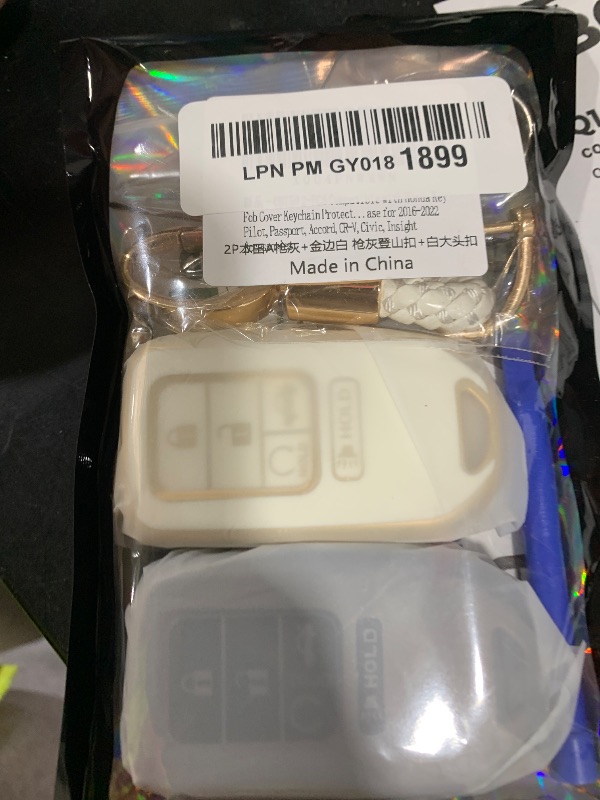 LPN PM GY018 1899
Fob Cover Keychain Protect...ase for 2016-2022
Pilot, Passport, Accord, CR-V, Civic, Insight
2P本田A枪灰+金边白 枪灰登山扣+白大头扣
Made in China
HOLD
HOLD